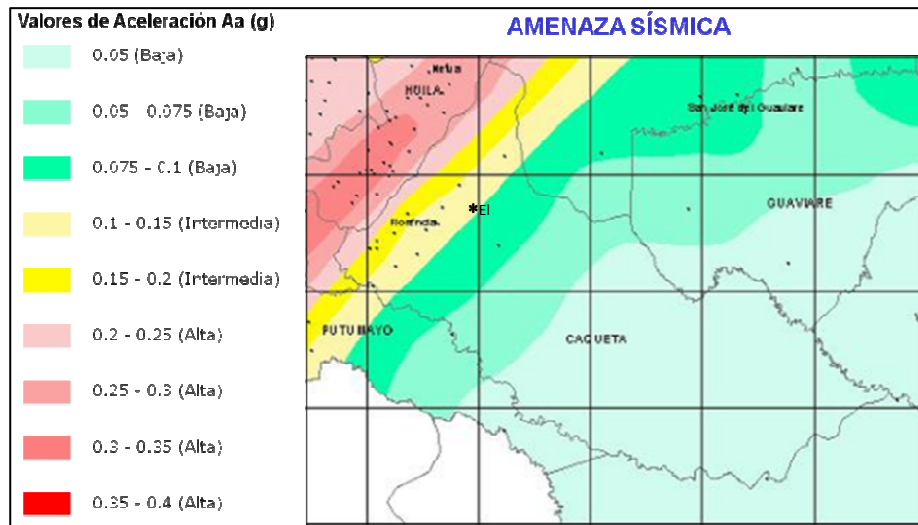 Valores de Aceleración Aa (g)
AMENAZA SÍSMICA
0.05 (Baja)
0.05 - 0.075 (Baja)
0.075 - 0.1 (Baja)
0.1 - 0.15 (Intermedia)
0.15 - 0.2 (Intermedia)
0.2 - 0.25 (Alta)
0.25 - 0.3 (Alta)
0.3 - 0.35 (Alta)
0.35 - 0.4 (Alta)
Neiva
HUILA
San José del Guaviare
GUAVIARE
*El
Florencia
PUTUMAYO
CAQUETA